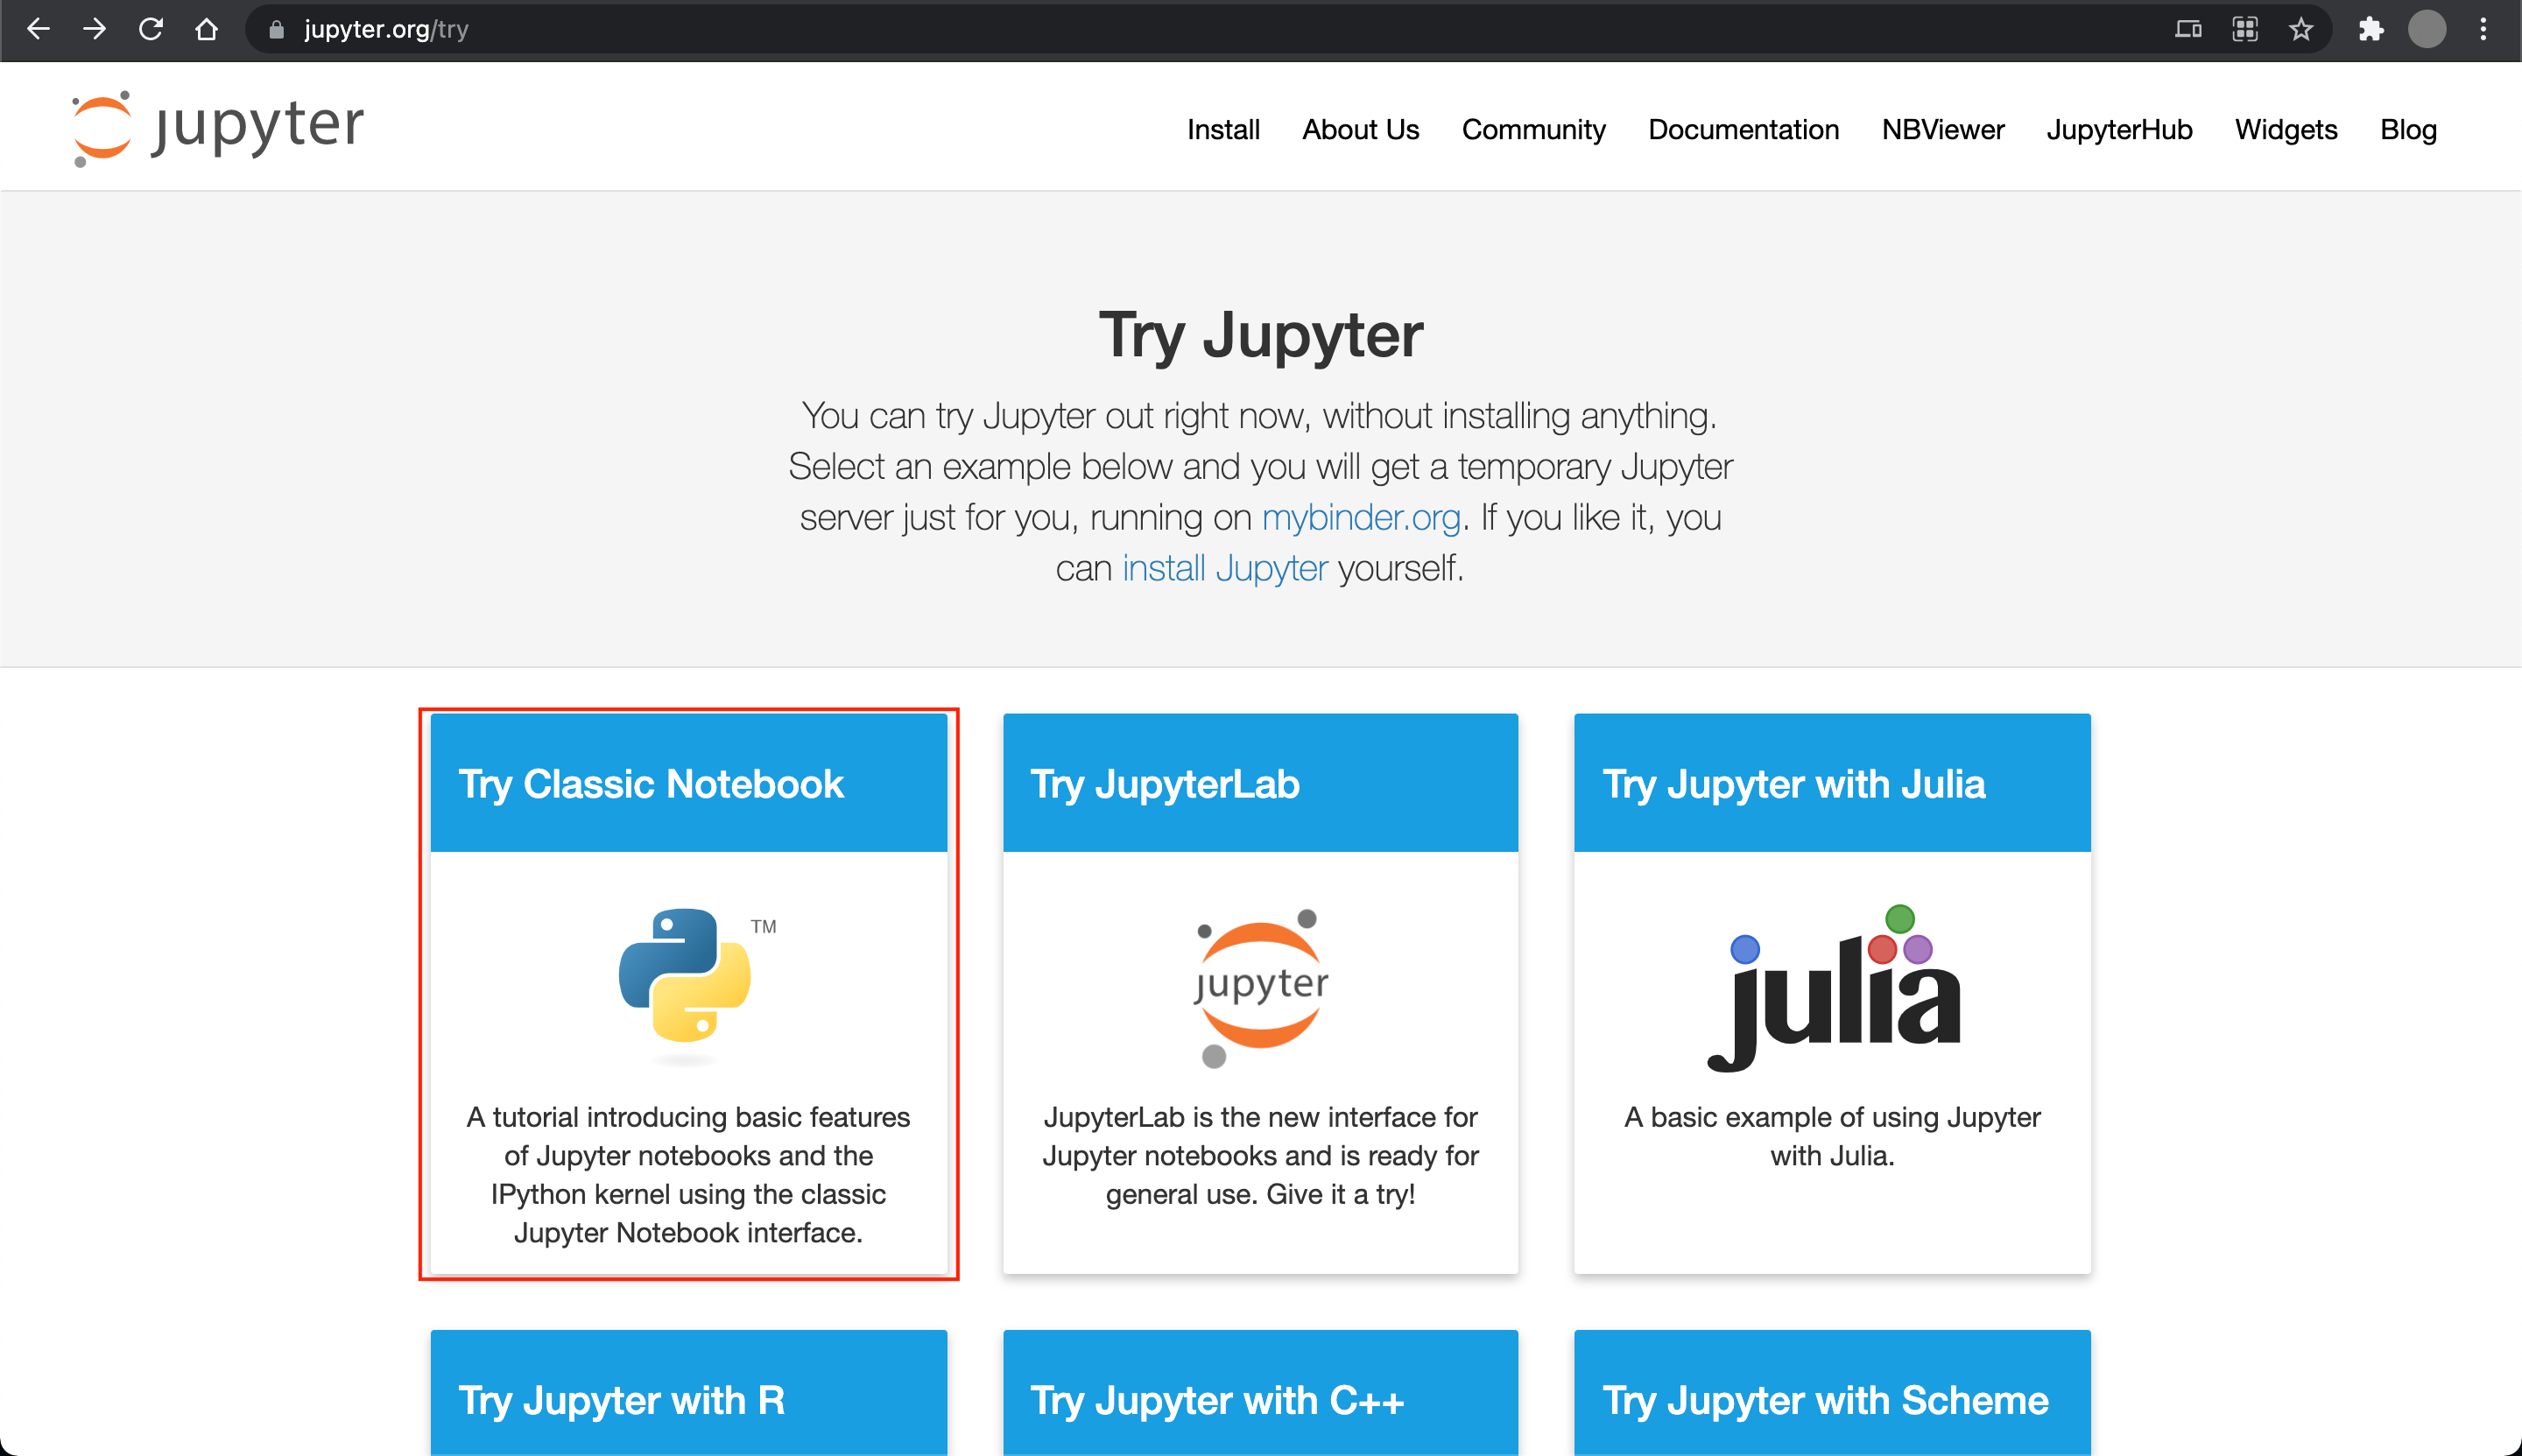 jupyter.org/try
jupyter
Install About Us Community Documentation NBViewer JupyterHub Widgets Blog
Try Jupyter
You can try Jupyter out right now, without installing anything.
Select an example below and you will get a temporary Jupyter
server just for you, running on mybinder.org. If you like it, you
can install Jupyter yourself.
Try Classic Notebook
TM
A tutorial introducing basic features
of Jupyter notebooks and the
IPython kernel using the classic
Jupyter Notebook interface.
Try JupyterLab
jupyter
JupyterLab is the new interface for
Jupyter notebooks and is ready for
general use. Give it a try!
Try Jupyter with Julia
julia
A basic example of using Jupyter
with Julia.
Try Jupyter with R
Try Jupyter with C++
Try Jupyter with Scheme